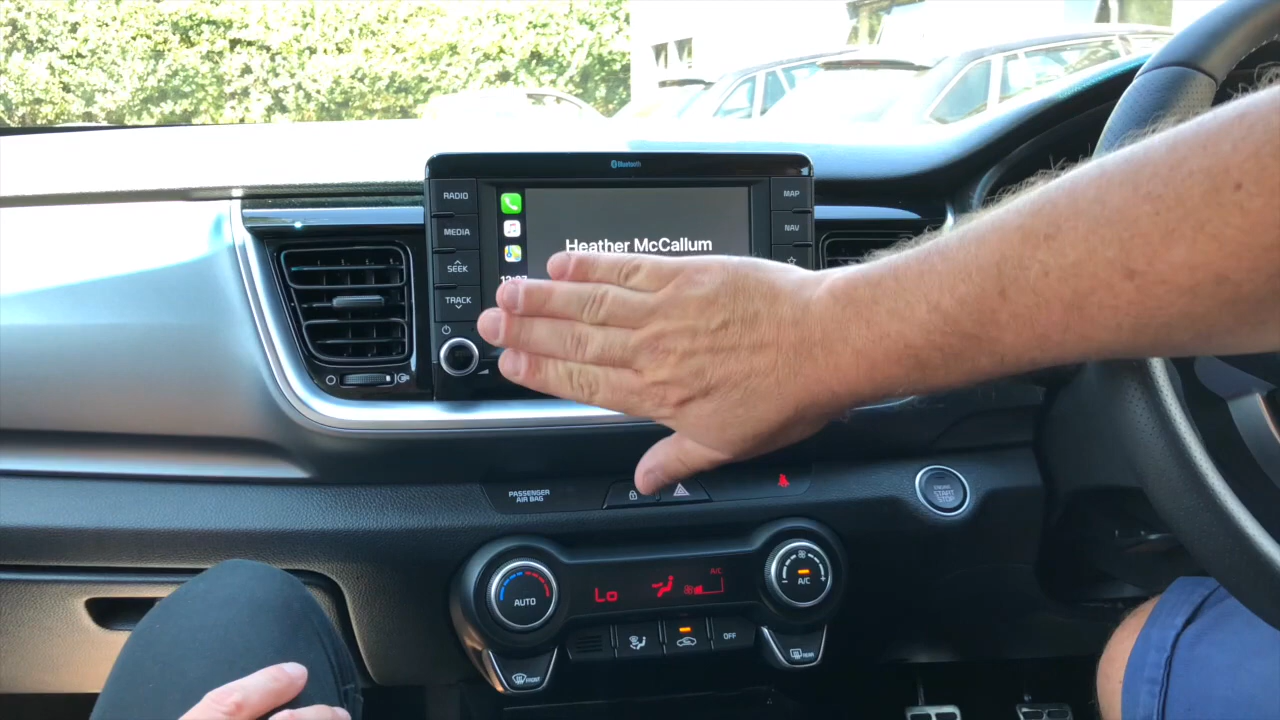 Bluetooth
RADIO
MEDIA
SEEK
TRACK
MAP
NAV
Heather McCallum
PASSENGER
AIR BAG
START
STOP
AUTO
Lo
A/C
A/C
OFF
FRONT
REAR